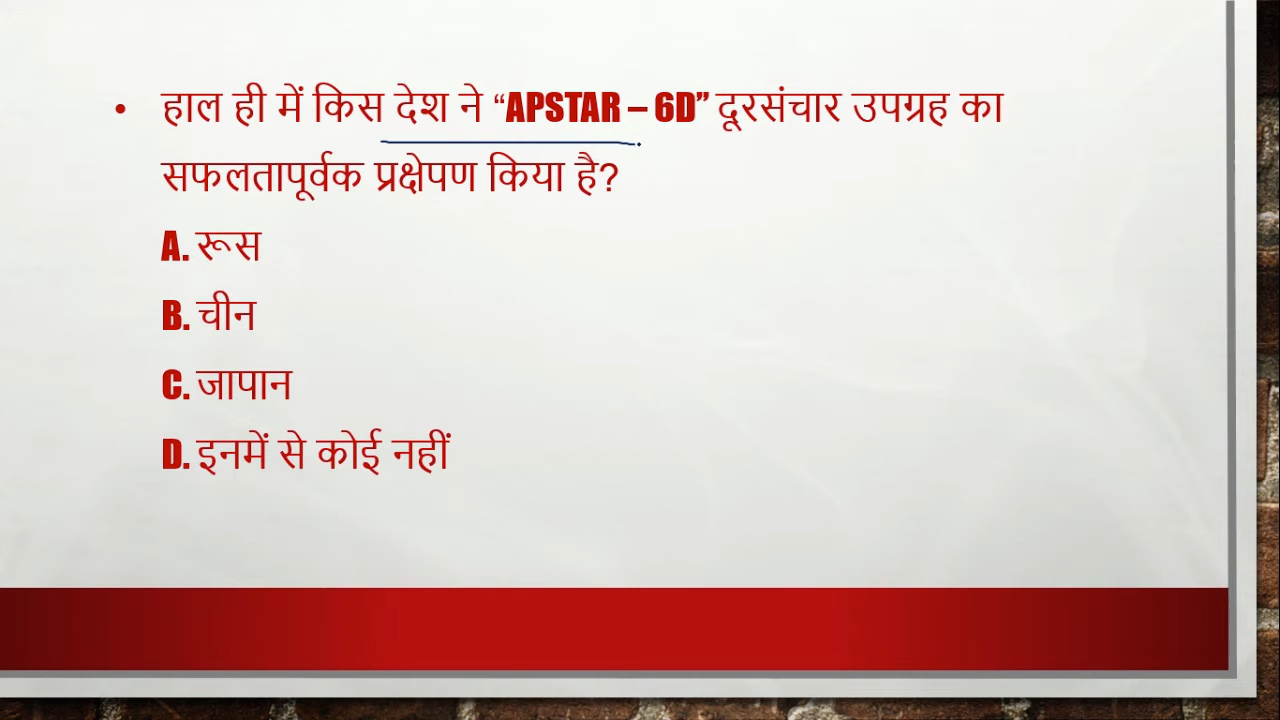 • हाल ही में किस देश ने “APSTAR – 6D” दूरसंचार उपग्रह का
सफलतापूर्वक प्रक्षेपण किया है?
A. रूस
B. चीन
C. जापान
D. इनमें से कोई नहीं